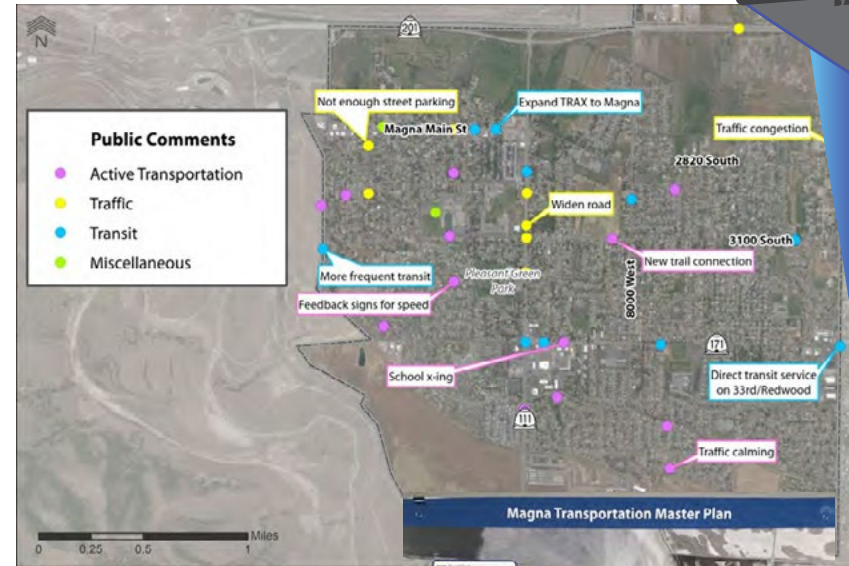 201
N
Not enough street parking
Expand TRAX to Magna
Public Comments
Magna Main St
Traffic congestion
2820 South
Active Transportation
Traffic
Widen road
Transit
3100 South
Miscellaneous
New trail connection
More frequent transit
Pleasant Green
Park
8000 West
Feedback signs for speed
171
School x-ing
Direct transit service
on 33rd/Redwood
111
Traffic calming
Magna Transportation Master Plan
Miles
0 0.25 0.5 1